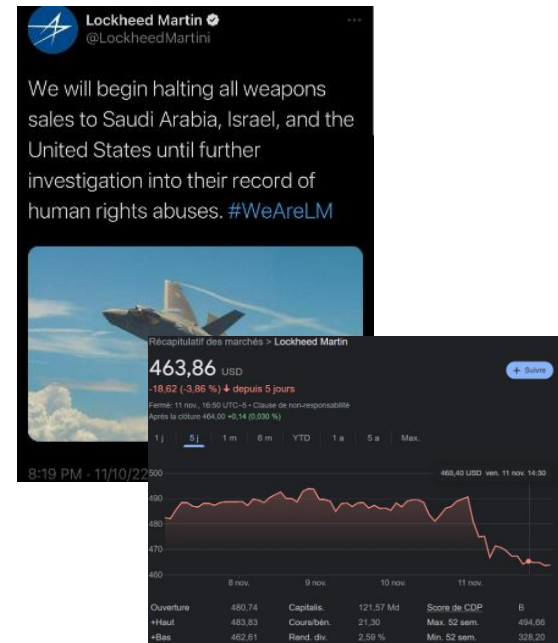 Lockheed Martin
@LockheedMartini
We will begin halting all weapons
sales to Saudi Arabia, Israel, and the
United States until further
investigation into their record of
human rights abuses. #WeAreLM
8:19 PM · 11/10/22
Récapitulatif des marchés > Lockheed Martin
463,86 USD
+ Suivre
-18,62 (-3,86 %) ↓ depuis 5 jours
Fermé: 11 nov., 16:50 UTC-5 • Clause de non-responsabilité
Après la clôture 464,00 +0,14 (0,030 %)
1 j 5 j 1 m 6 m YTD 1 a 5 a Max.
465,40 USD ven. 11 nov. 14:30
500
490
480
470
460
8 nov. 9 nov. 10 nov. 11 nov.
Ouverture 480,74 Capitalis. 121,57 Md Score de CDP B
+Haut 483,83 Cours/bén. 21,30 Max. 52 sem. 494,66
+Bas 462,61 Rend. div. 2,59 % Min. 52 sem. 328,20